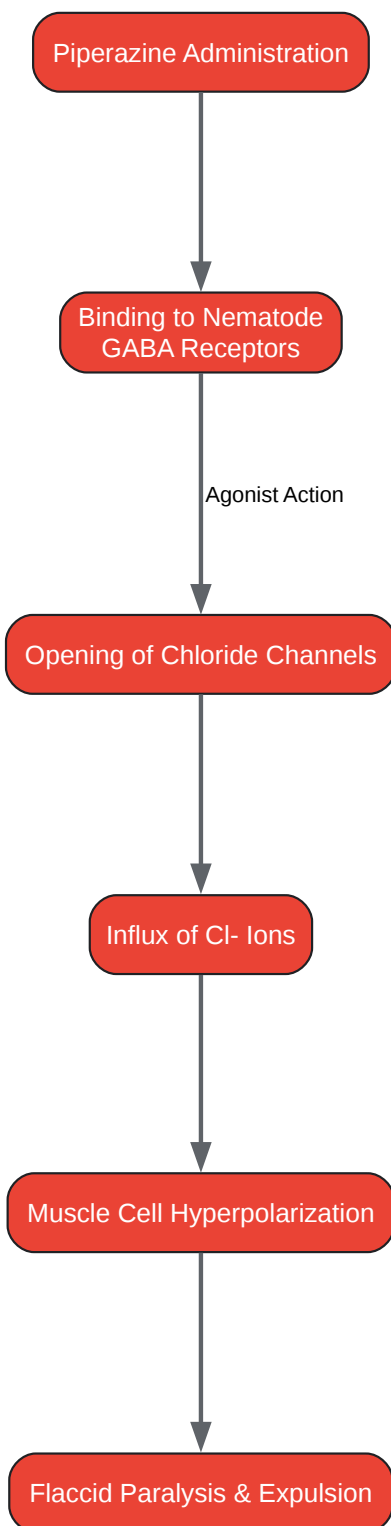 Piperazine Administration
Binding to Nematode
GABA Receptors
Agonist Action
Opening of Chloride Channels
Influx of Cl- Ions
Muscle Cell Hyperpolarization
Flaccid Paralysis & Expulsion